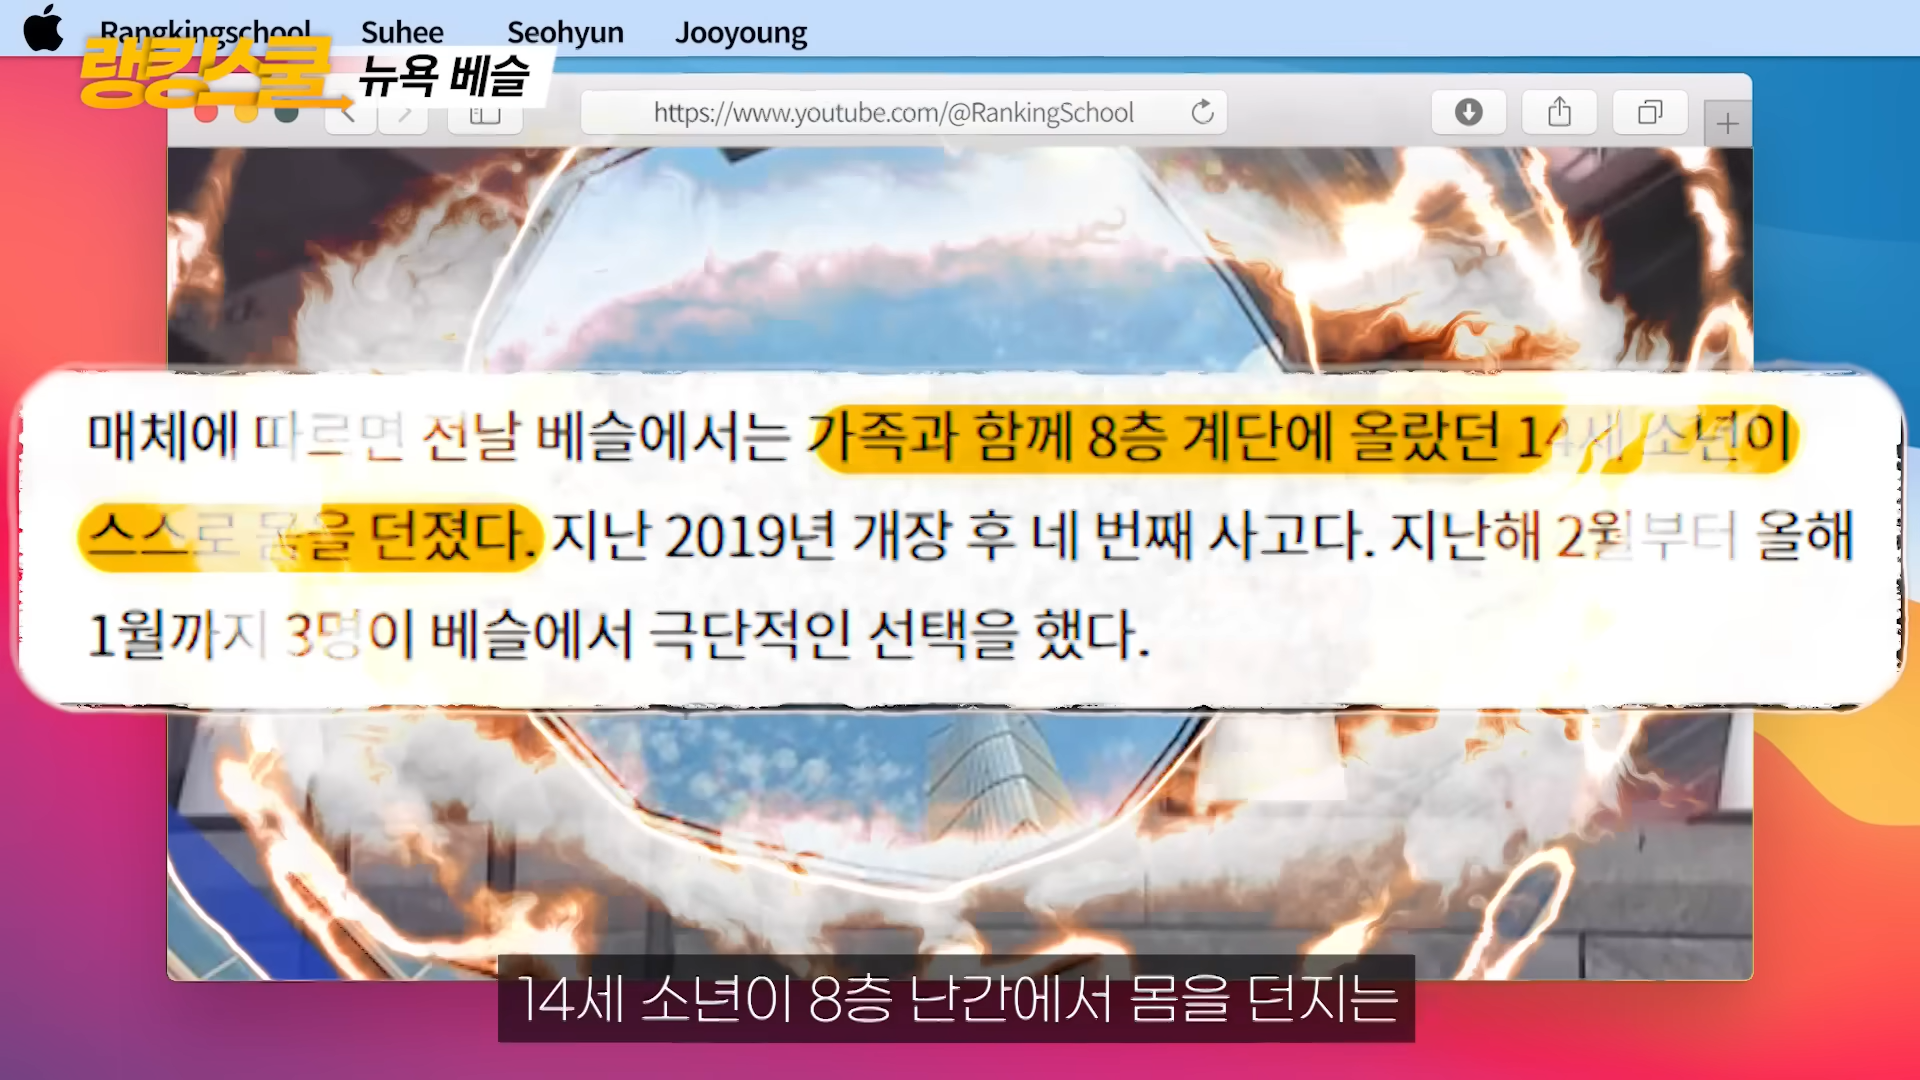 Rangkingschool Suhee Seohyun Jooyoung
랭킹스쿨 뉴욕 베슬
https://www.youtube.com/@RankingSchool
매체에 따르면 전날 베슬에서는 가족과 함께 8층 계단에 올랐던 14세 소년이
스스로 몸을 던졌다. 지난 2019년 개장 후 네 번째 사고다. 지난해 2월부터 올해
1월까지 3명이 베슬에서 극단적인 선택을 했다.
14세 소년이 8층 난간에서 몸을 던지는